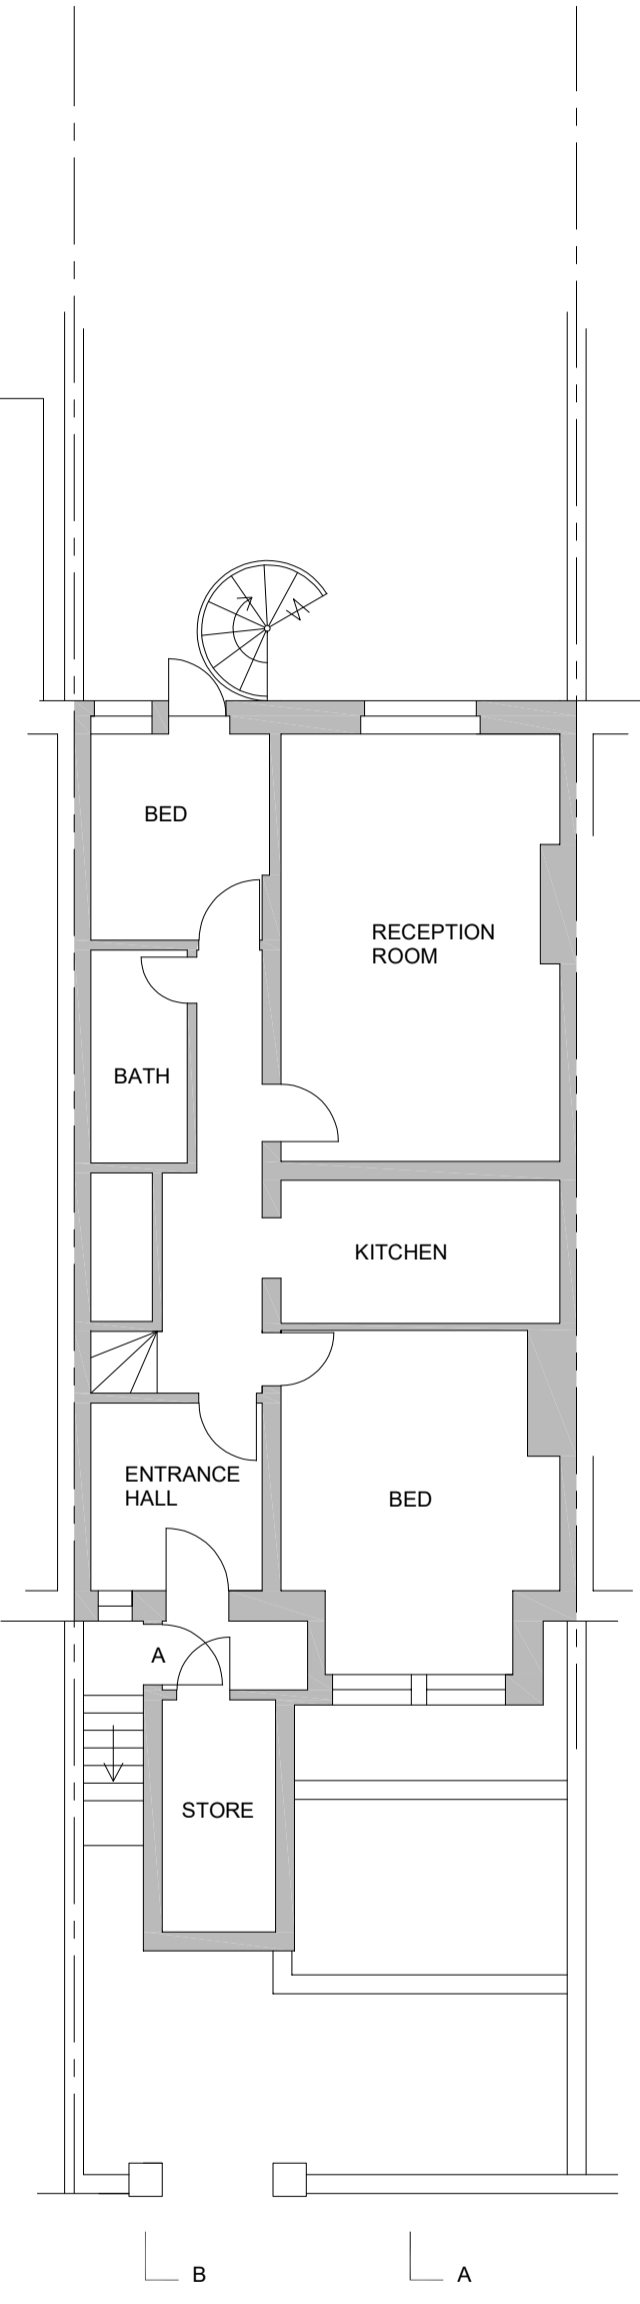 BED
RECEPTION
ROOM
BATH
KITCHEN
ENTRANCE
HALL
BED
A
STORE
B
A